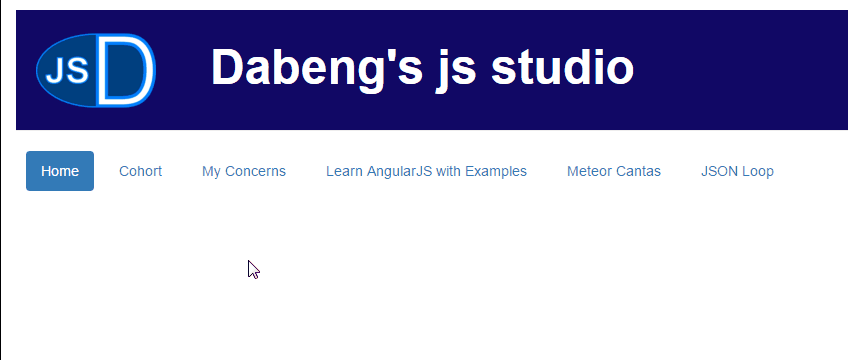 JS D
Dabeng's js studio
Home Cohort My Concerns Learn AngularJS with Examples Meteor Cantas JSON Loop